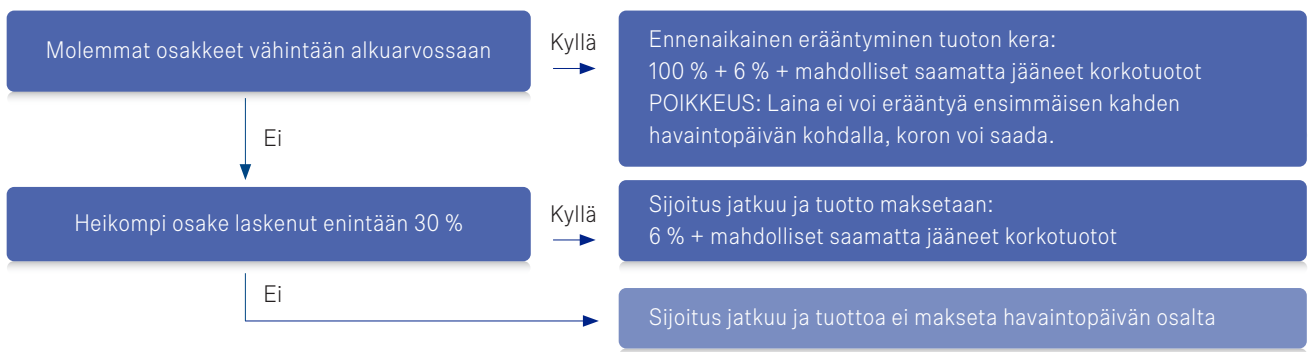 Molemmat osakkeet vähintään alkuarvossaan
Kyllä
Ennenaikainen erääntyminen tuoton kera:
100 % + 6 % + mahdolliset saamatta jääneet korkotuotot
POIKKEUS: Laina ei voi erääntyä ensimmäisen kahden
havaintopäivän kohdalla, koron voi saada.
Ei
Heikompi osake laskenut enintään 30 %
Kyllä
Sijoitus jatkuu ja tuotto maksetaan:
6 % + mahdolliset saamatta jääneet korkotuotot
Ei
Sijoitus jatkuu ja tuottoa ei makseta havaintopäivän osalta